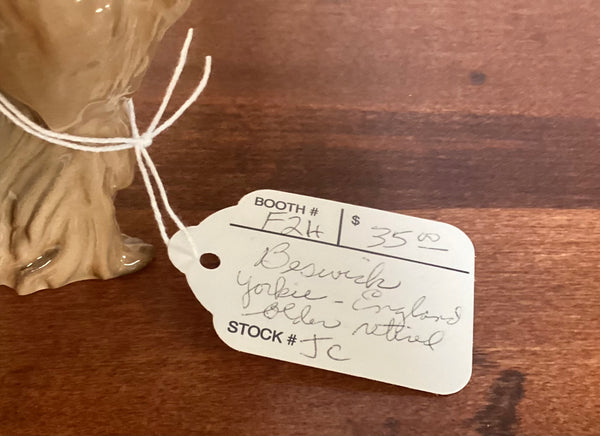 BOOTH # $
F24 35.00
Beswick
Yorkie - England
older retired
STOCK # JC